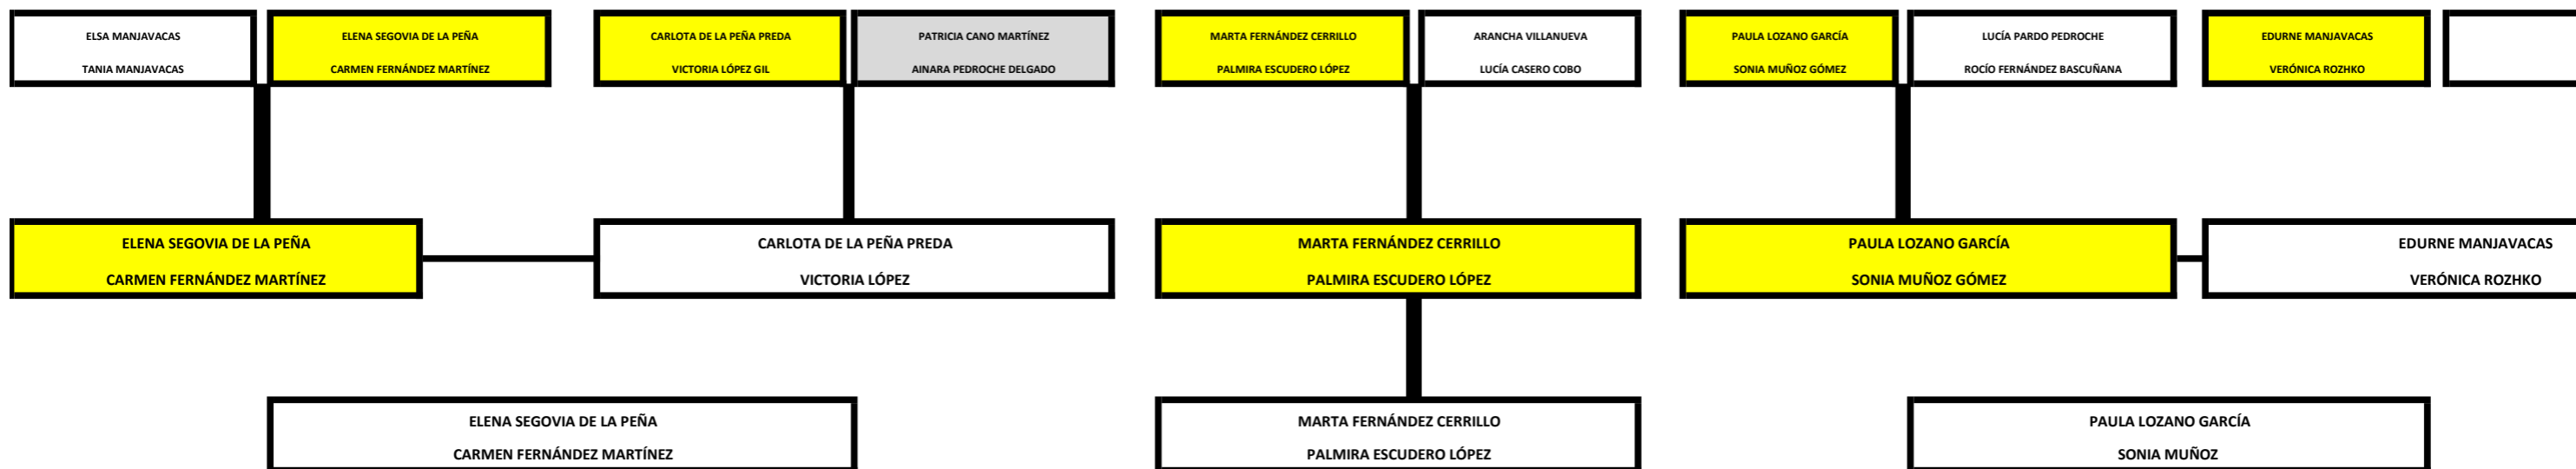 ELSA MANJAVACAS
TANIA MANJAVACAS
ELENA SEGOVIA DE LA PEÑA
CARMEN FERNÁNDEZ MARTÍNEZ
CARLOTA DE LA PEÑA PREDA
VICTORIA LÓPEZ GIL
PATRICIA CANO MARTÍNEZ
AINARA PEDROCHE DELGADO
MARTA FERNÁNDEZ CERRILLO
PALMIRA ESCUDERO LÓPEZ
ARANCHA VILLANUEVA
LUCÍA CASERO COBO
PAULA LOZANO GARCÍA
SONIA MUÑOZ GÓMEZ
LUCÍA PARDO PEDROCHE
ROCÍO FERNÁNDEZ BASCUÑANA
EDURNE MANJAVACAS
VERÓNICA ROZHKO
ELENA SEGOVIA DE LA PEÑA
CARMEN FERNÁNDEZ MARTÍNEZ
CARLOTA DE LA PEÑA PREDA
VICTORIA LÓPEZ
MARTA FERNÁNDEZ CERRILLO
PALMIRA ESCUDERO LÓPEZ
PAULA LOZANO GARCÍA
SONIA MUÑOZ GÓMEZ
EDURNE MANJAVACAS
VERÓNICA ROZHKO
ELENA SEGOVIA DE LA PEÑA
CARMEN FERNÁNDEZ MARTÍNEZ
MARTA FERNÁNDEZ CERRILLO
PALMIRA ESCUDERO LÓPEZ
PAULA LOZANO GARCÍA
SONIA MUÑOZ